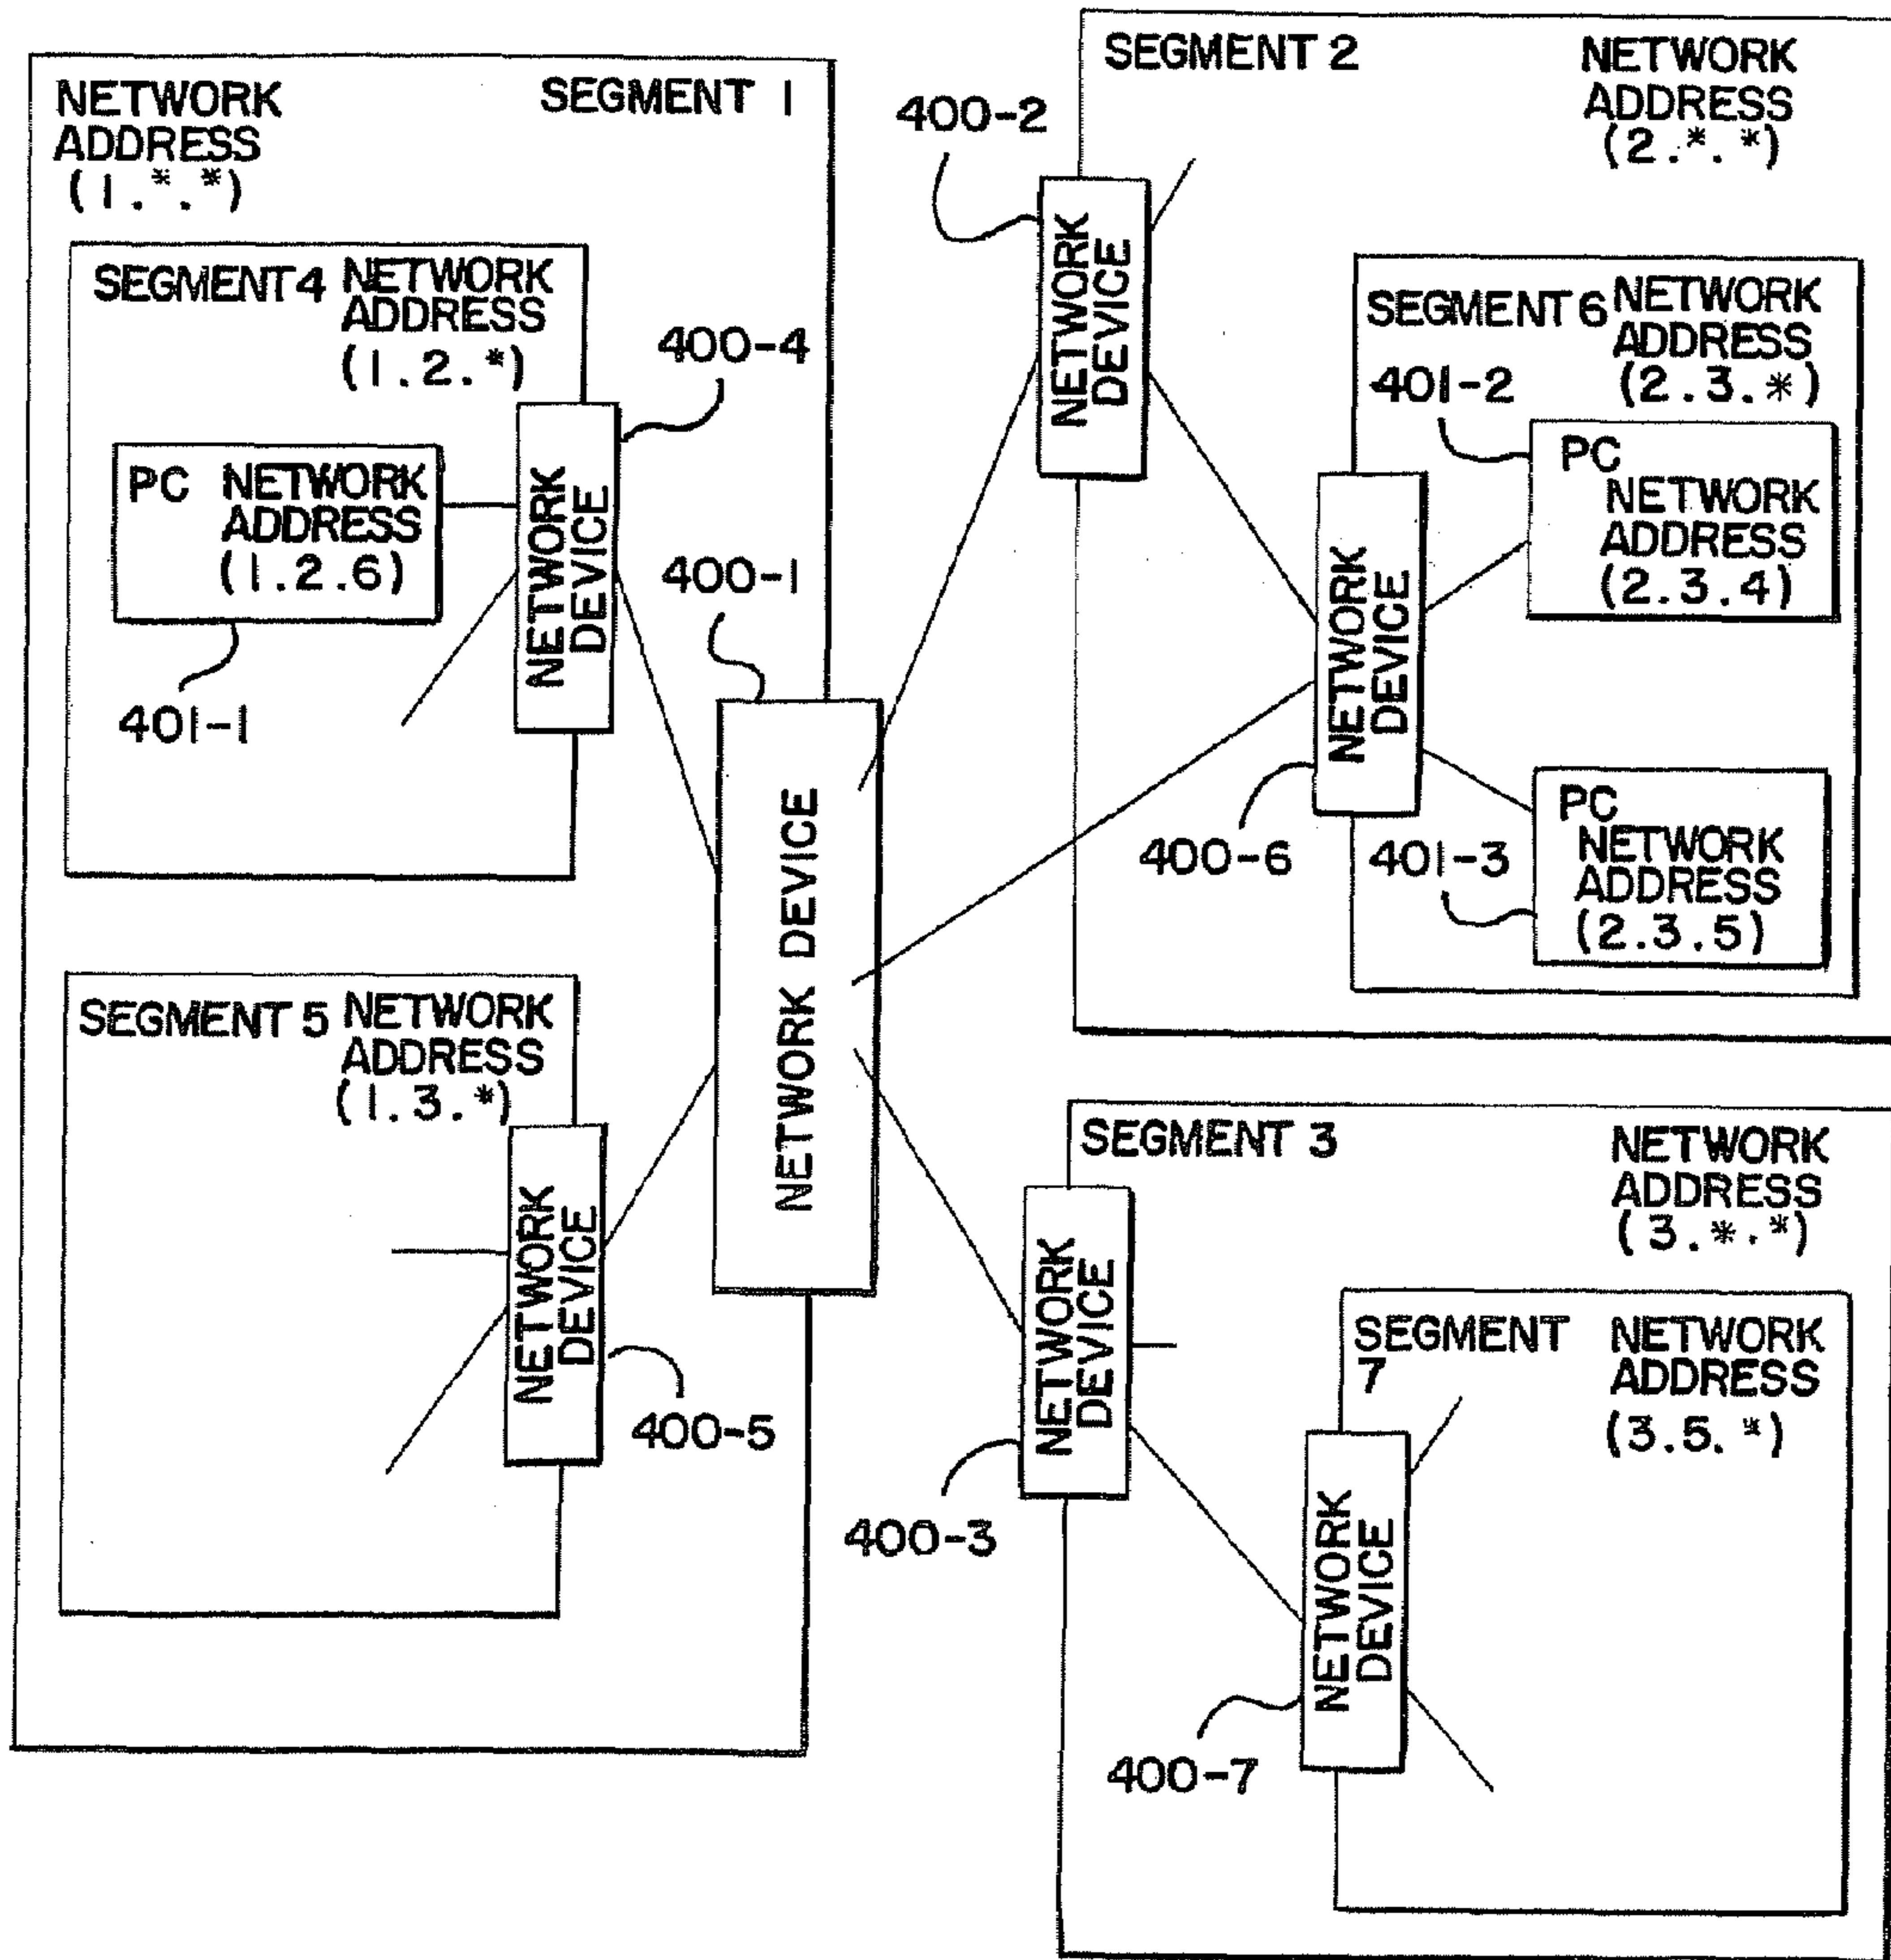 NETWORK
ADDRESS
(1.*.*)
SEGMENT 1
SEGMENT 4
NETWORK
ADDRESS
(1.2.*)
400-4
PC
NETWORK
ADDRESS
(1.2.6)
401-1
NETWORK
DEVICE
400-1
NETWORK DEVICE
SEGMENT 5
NETWORK
ADDRESS
(1.3.*)
NETWORK
DEVICE
400-5
SEGMENT 2
NETWORK
ADDRESS
(2.*.*)
400-2
NETWORK
DEVICE
SEGMENT 6
NETWORK
ADDRESS
(2.3.*)
401-2
PC
NETWORK
ADDRESS
(2.3.4)
NETWORK
DEVICE
400-6
401-3
PC
NETWORK
ADDRESS
(2.3.5)
SEGMENT 3
NETWORK
ADDRESS
(3.*.*)
NETWORK
DEVICE
400-3
SEGMENT
7
NETWORK
ADDRESS
(3.5.*)
NETWORK
DEVICE
400-7